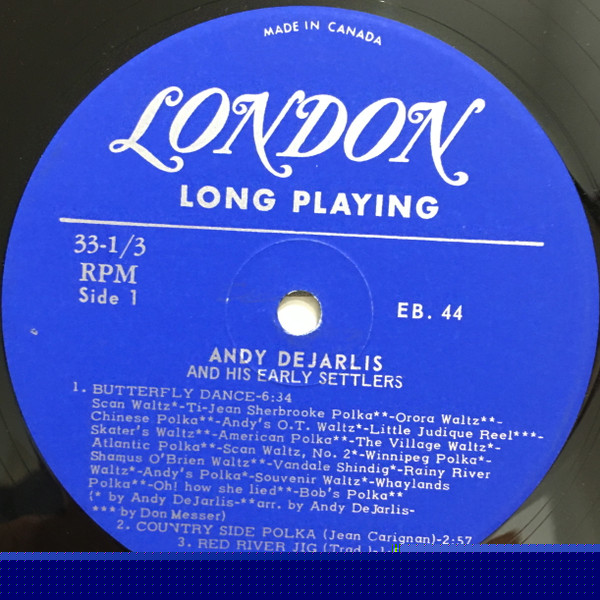 MADE IN CANADA
LONDON
LONG PLAYING
33-1/3
RPM
Side 1
EB. 44
ANDY DEJARLIS
AND HIS EARLY SETTLERS
1. BUTTERFLY DANCE-6:34
Scan Waltz*-Ti-Jean Sherbrooke Polka**-Orora Waltz**-
Chinese Polka**-Andy's O.T. Waltz*-Little Judique Reel***-
Skater's Waltz**-American Polka**-The Village Waltz*-
Atlantic Polka**-Scan Waltz, No. 2*-Winnipeg Polka*-
Shamus O'Brien Waltz**-Vandale Shindig*-Rainy River
Waltz*-Andy's Polka*-Souvenir Waltz*-Whaylands
Polka**-Oh! how she lied**-Bob's Polka**
(* by Andy DeJarlis-**arr. by Andy DeJarlis-
*** by Don Messer)
2. COUNTRY SIDE POLKA (Jean Carignan)-2:57
3. RED RIVER JIG (Trad.)